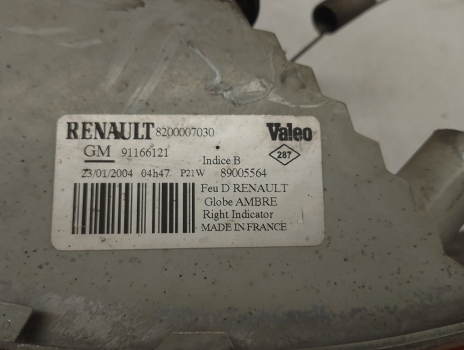 RENAULT 8200007030 Valeo
GM 91166121 Indice B 287
23/01/2004 04h47 P21W 89005564
Feu D RENAULT
Globe AMBRE
Right Indicator
MADE IN FRANCE